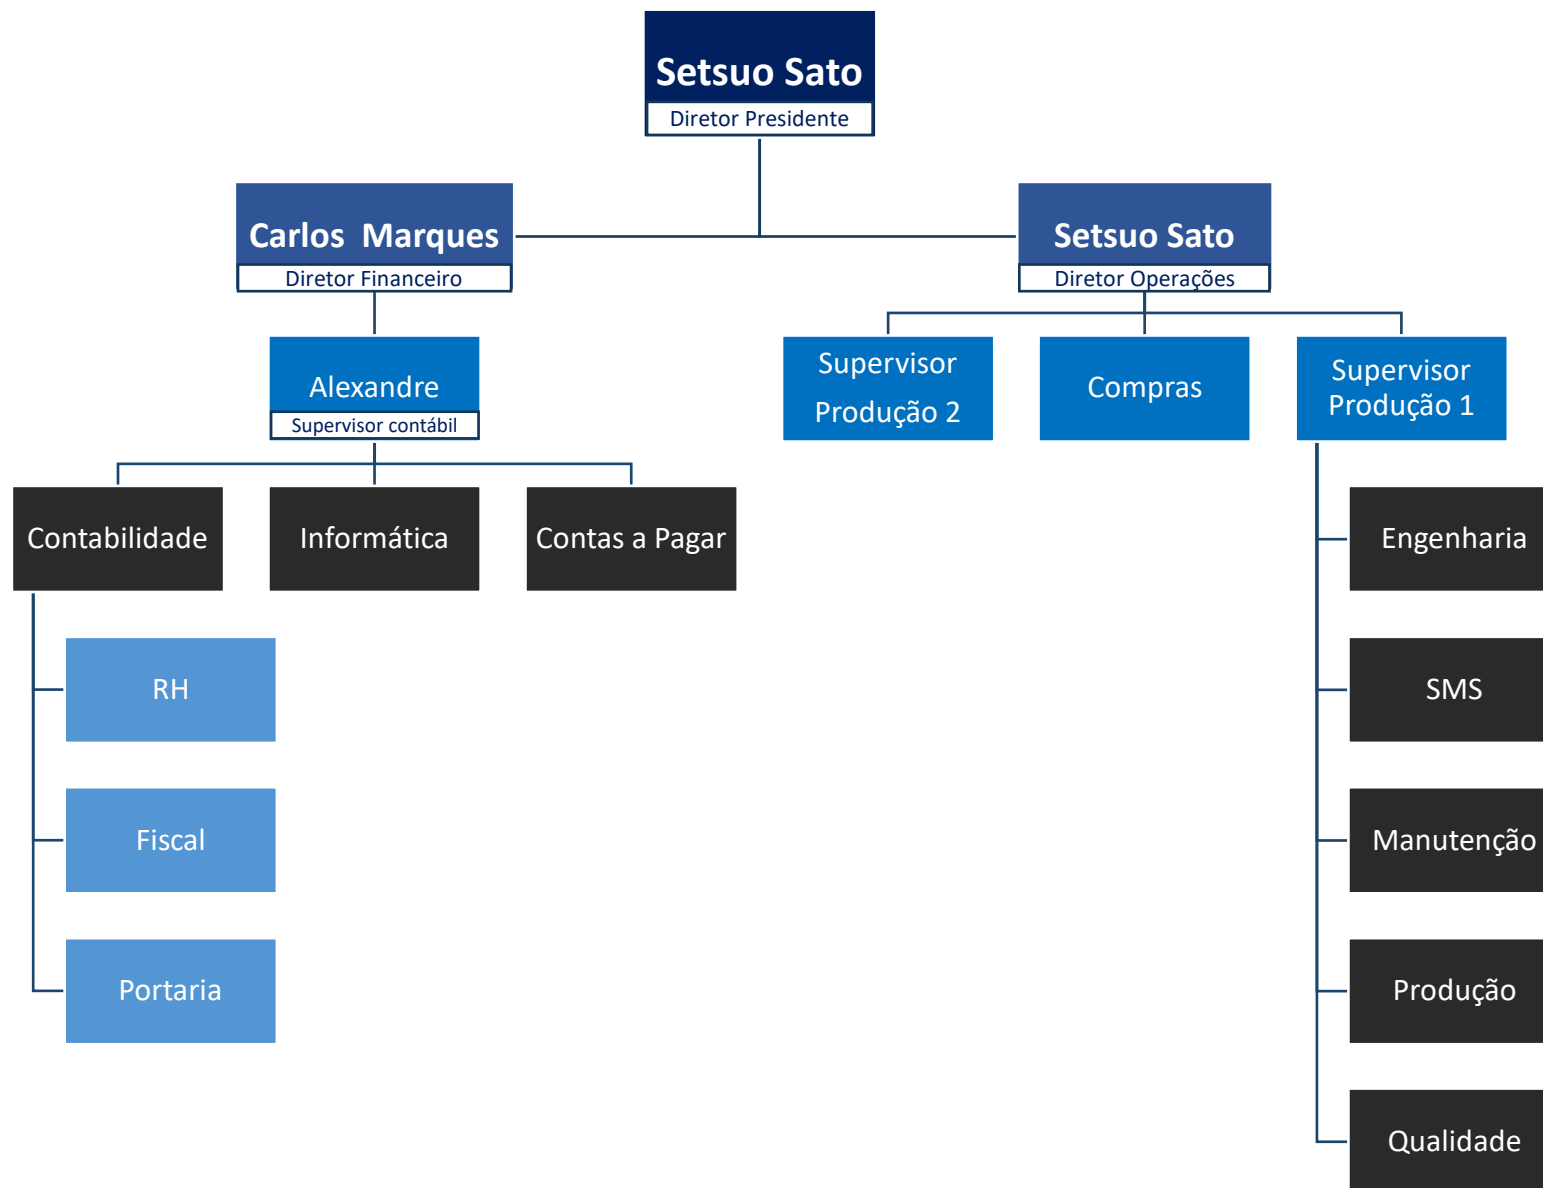 Setsuo Sato
Diretor Presidente
Carlos  Marques
Diretor Financeiro
Setsuo Sato
Diretor Operações
Alexandre
Supervisor contábil
Supervisor
Produção 2
Compras
Supervisor
Produção 1
Contabilidade
Informática
Contas a Pagar
Engenharia
RH
SMS
Fiscal
Manutenção
Portaria
Produção
Qualidade